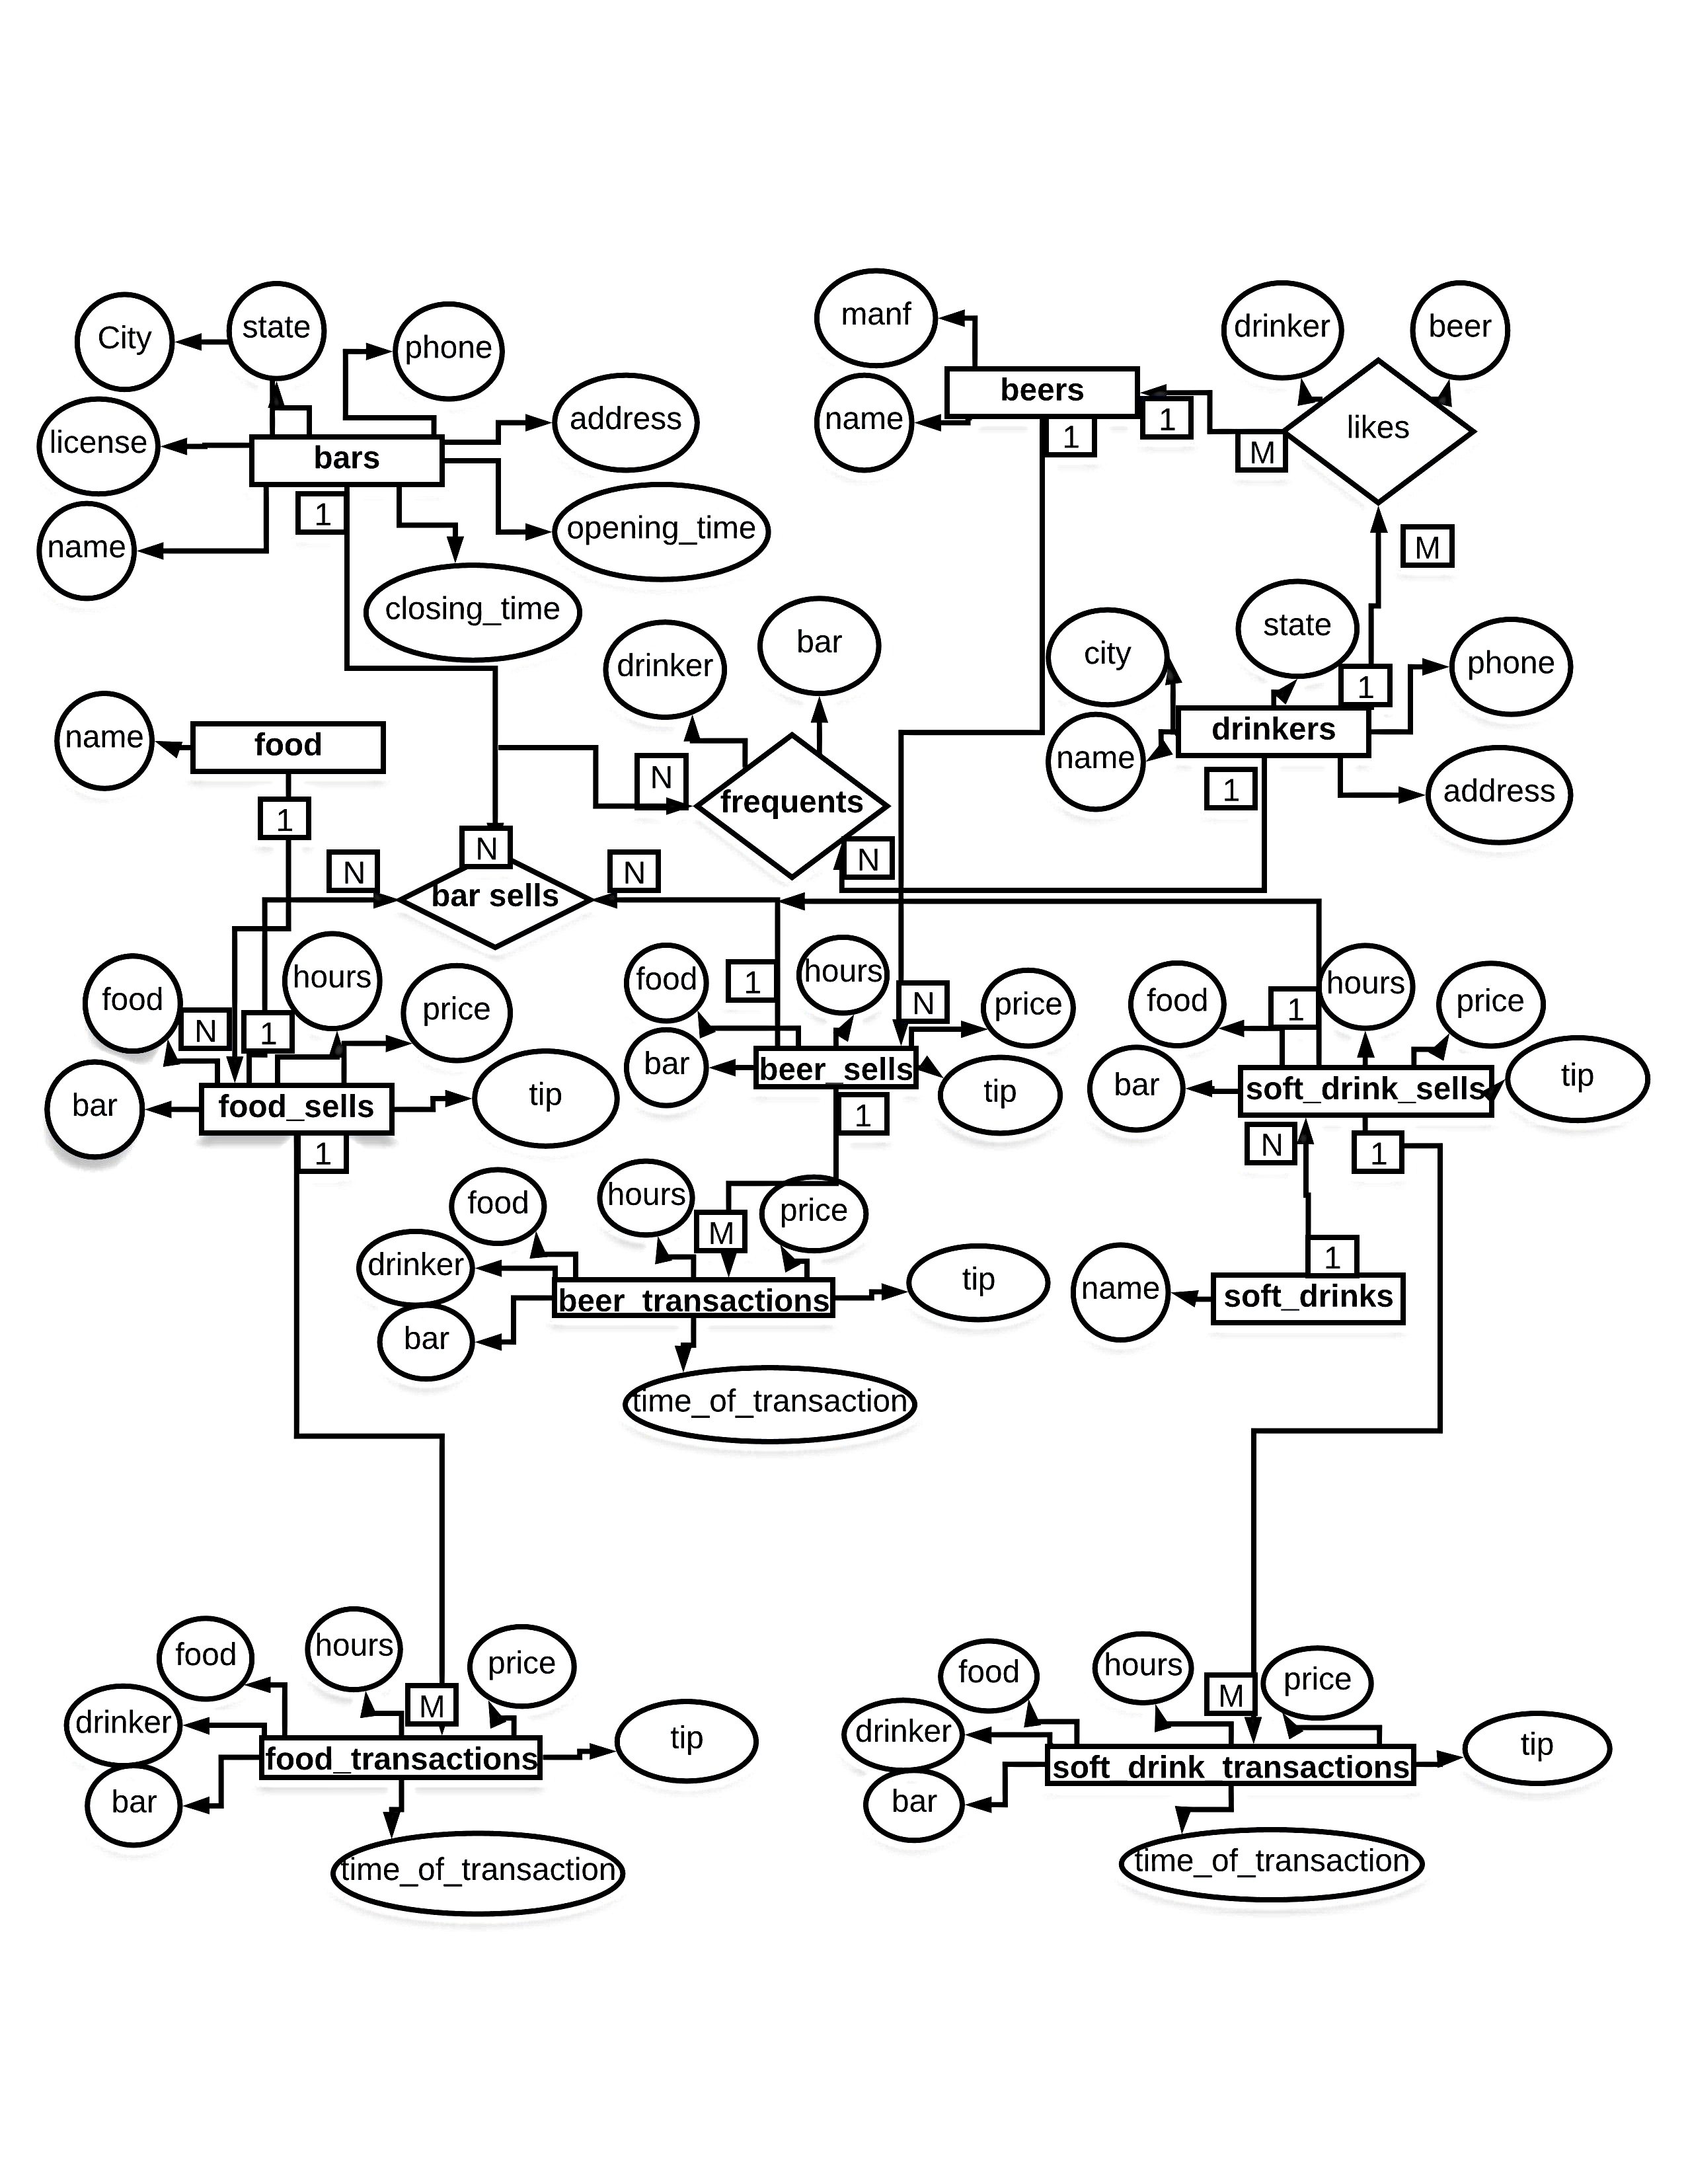 manf
drinker
beer
City
state
phone
beers
name
1
likes
address
license
bars
1
M
1
opening_time
name
M
closing_time
state
bar
city
drinker
phone
1
name
food
drinkers
name
N
frequents
1
address
1
N
N
N
N
bar sells
food
hours
price
food
1
hours
N
price
food
1
hours
price
N
1
bar
food_sells
tip
bar
beer_sells
tip
bar
soft_drink_sells
tip
1
1
N
1
food
hours
M
price
drinker
beer_transactions
tip
bar
1
name
soft_drinks
time_of_transaction
food
hours
price
M
drinker
food_transactions
tip
bar
time_of_transaction
food
hours
M
price
drinker
soft_drink_transactions
tip
bar
time_of_transaction